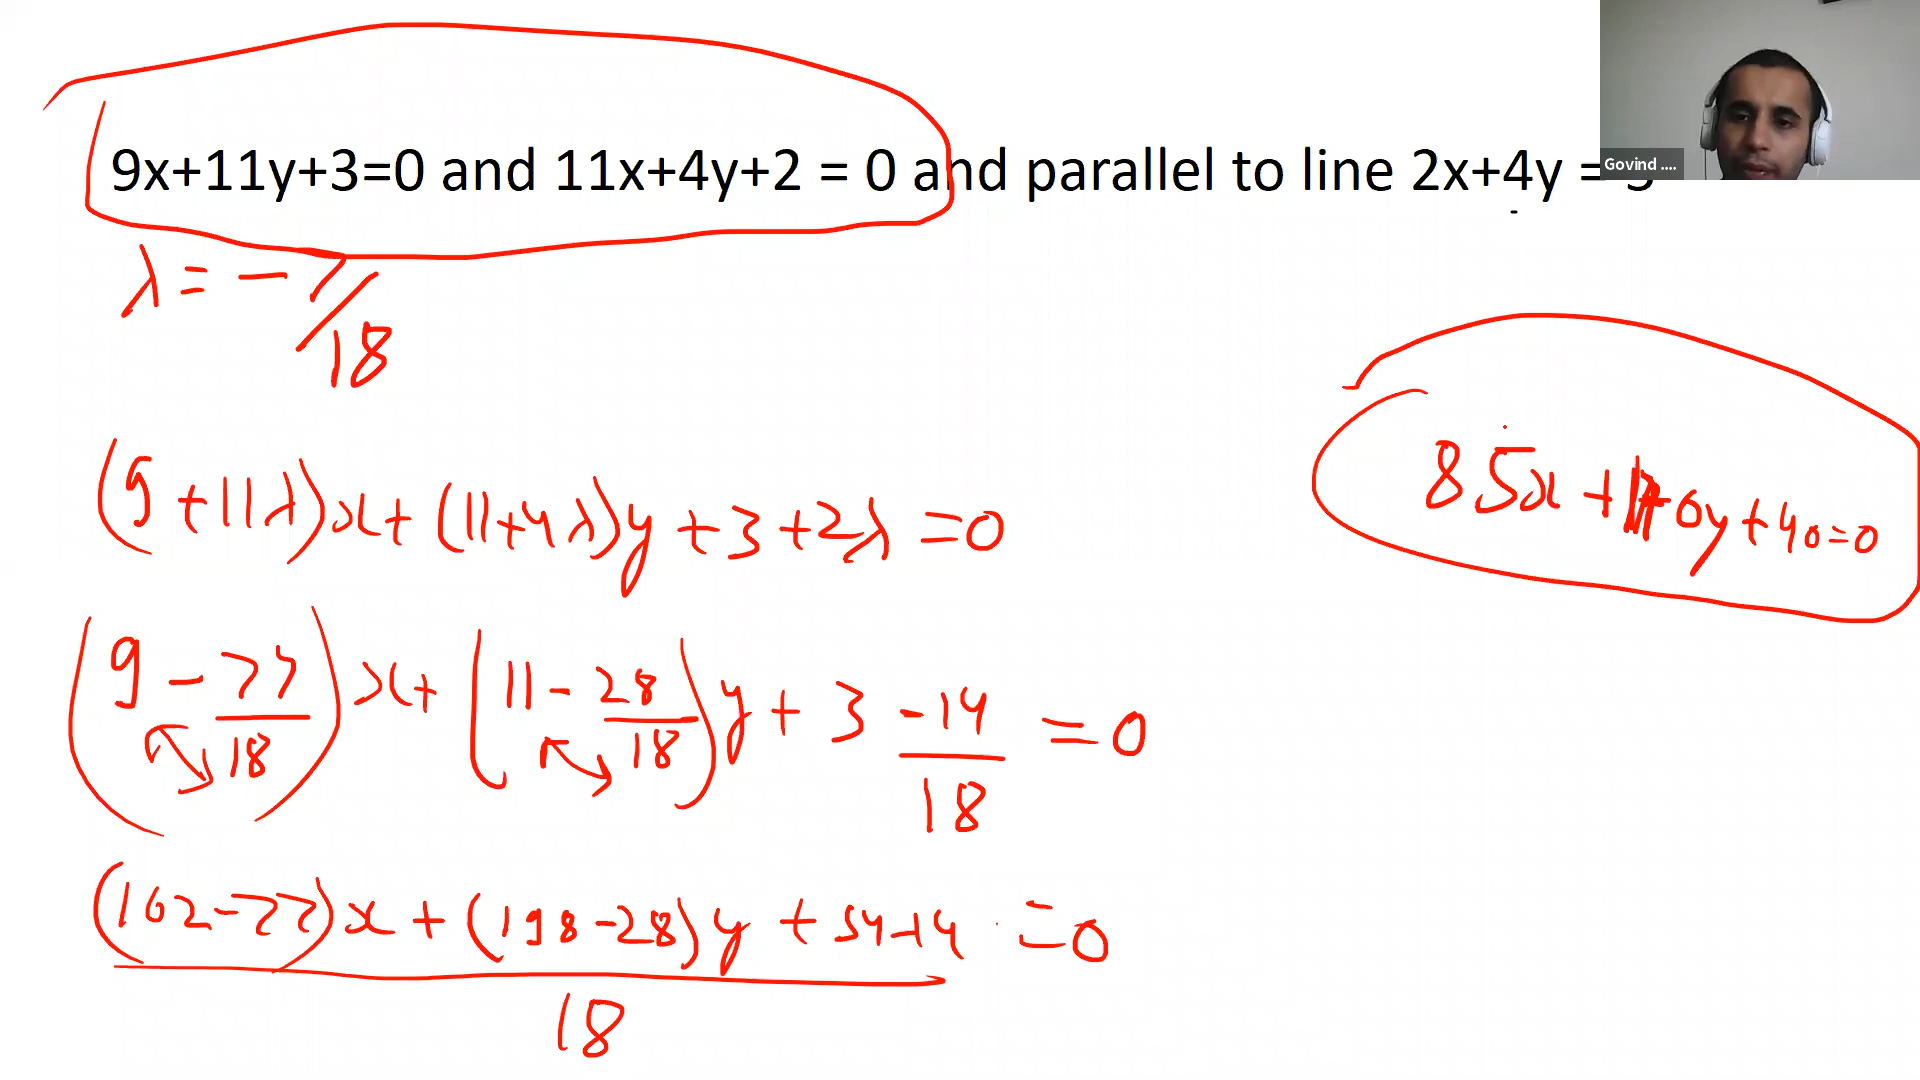 9x+11y+3=0 and 11x+4y+2 = 0 and parallel to line 2x+4y =
Govind ....
λ = - 7/18
85x + 170y + 40 = 0
(9 + 11λ)x + (11+4λ)y + 3 + 2λ = 0
(9 - 77/18)x + (11 - 28/18)y + 3 - 14/18 = 0
(162-77)x + (198-28)y + 54-14 = 0
18